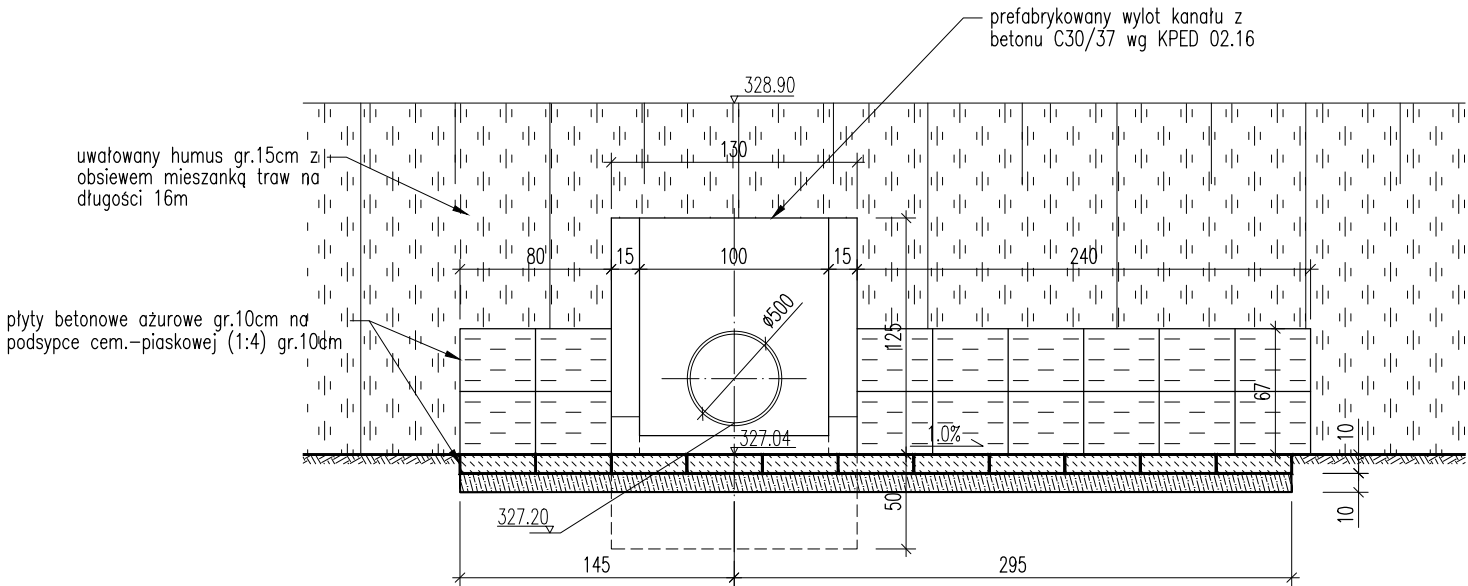 prefabrykowany wylot kanału z
betonu C30/37 wg KPED 02.16
328.90
uwałowany humus gr.15cm z
obsiewem mieszanką traw na
długości 16m
130
80
15
100
15
240
ø500
płyty betonowe ażurowe gr.10cm na
podsypce cem.-piaskowej (1:4) gr.10cm
125
67
327.04
1.0%
10
50
10
327.20
145
295